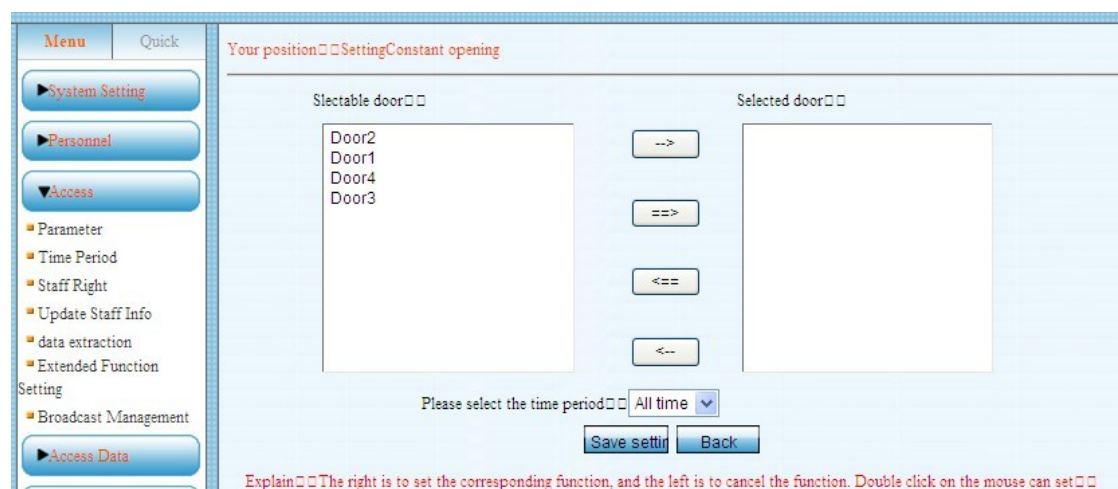 Menu
Quick
Your position□□SettingConstant opening
▶System Setting
▶Personnel
▼Access
Parameter
Time Period
Staff Right
Update Staff Info
data extraction
Extended Function
Setting
Broadcast Management
▶Access Data
Slectable door□□
Selected door□□
Door2
Door1
Door4
Door3
-->
==>
<==
<--
Please select the time period□□ All time
Save settin
Back
Explain□□The right is to set the corresponding function, and the left is to cancel the function. Double click on the mouse can set□□